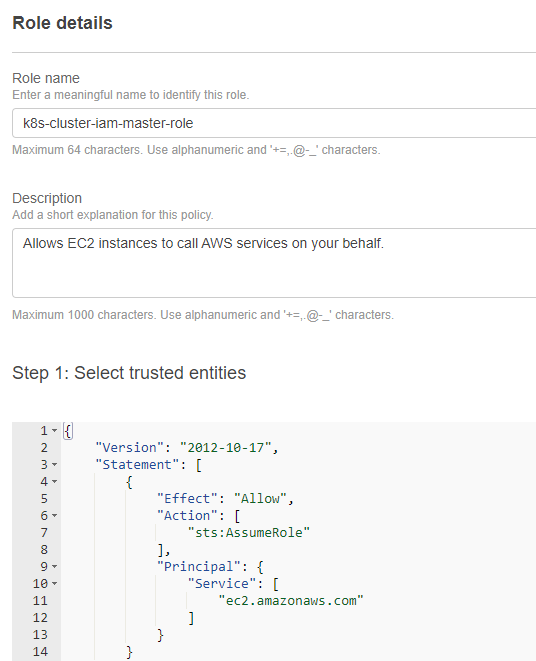 Role details
Role name
Enter a meaningful name to identify this role.
k8s-cluster-iam-master-role
Maximum 64 characters. Use alphanumeric and '+=,.@-_' characters.
Description
Add a short explanation for this policy.
Allows EC2 instances to call AWS services on your behalf.
Maximum 1000 characters. Use alphanumeric and '+=,.@-_' characters.
Step 1: Select trusted entities
1 {
2     "Version": "2012-10-17",
3     "Statement": [
4         {
5             "Effect": "Allow",
6             "Action": [
7                 "sts:AssumeRole"
8             ],
9             "Principal": {
10                 "Service": [
11                     "ec2.amazonaws.com"
12                 ]
13             }
14         }